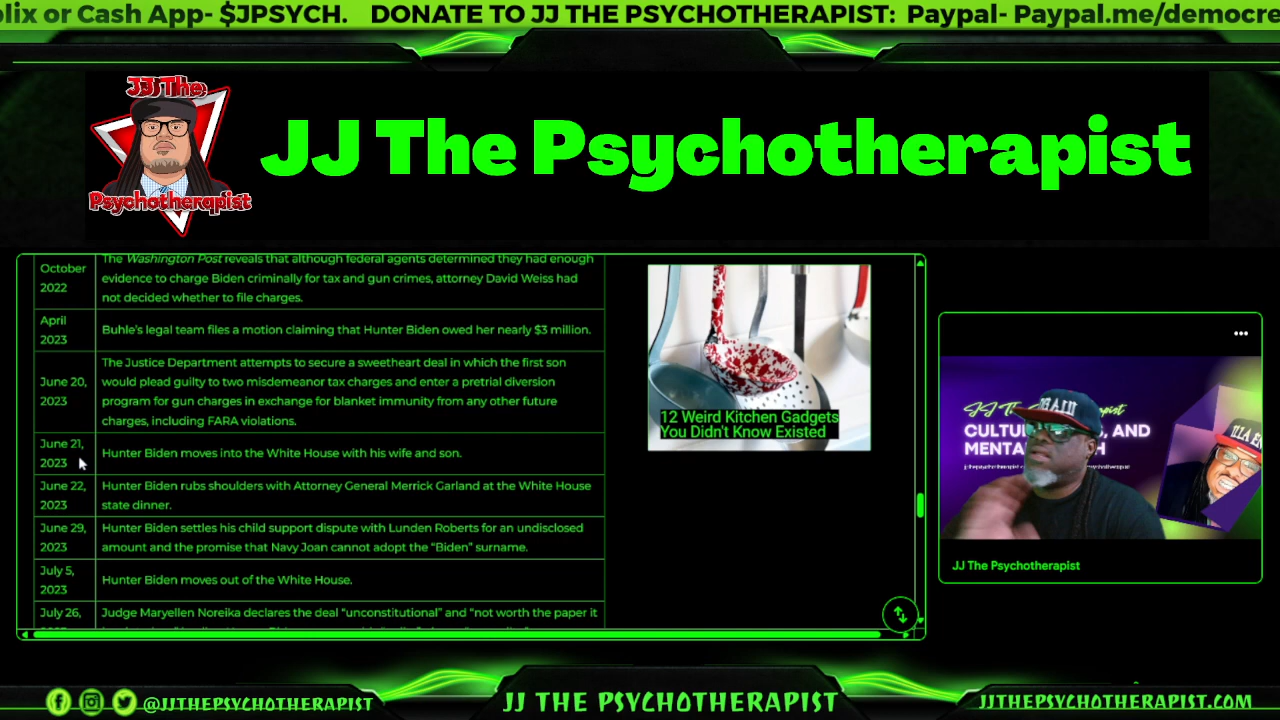 olix or Cash App- $JPSYCH. DONATE TO JJ THE PSYCHOTHERAPIST: Paypal- Paypal.me/democre
JJ The
Psychotherapist
JJ The Psychotherapist
October 2022
The Washington Post reveals that although federal agents determined they had enough
evidence to charge Biden criminally for tax and gun crimes, attorney David Weiss had
not decided whether to file charges.
April 2023
Buhle's legal team files a motion claiming that Hunter Biden owed her nearly $3 million.
June 20, 2023
The Justice Department attempts to secure a sweetheart deal in which the first son
would plead guilty to two misdemeanor tax charges and enter a pretrial diversion
program for gun charges in exchange for blanket immunity from any other future
charges, including FARA violations.
June 21, 2023
Hunter Biden moves into the White House with his wife and son.
June 22, 2023
Hunter Biden rubs shoulders with Attorney General Merrick Garland at the White House
state dinner.
June 29, 2023
Hunter Biden settles his child support dispute with Lunden Roberts for an undisclosed
amount and the promise that Navy Joan cannot adopt the “Biden” surname.
July 5, 2023
Hunter Biden moves out of the White House.
July 26,
Judge Maryellen Noreika declares the deal “unconstitutional” and “not worth the paper it
12 Weird Kitchen Gadgets
You Didn't Know Existed
CULTU AND
MENTA H
JJ The Psychotherapist
@JJTHEPSYCHOTHERAPIST
JJ THE PSYCHOTHERAPIST
JJTHEPSYCHOTHERAPIST.COM